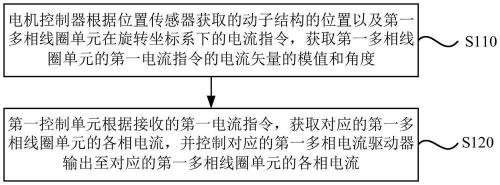 电机控制器根据位置传感器获取的动子结构的位置以及第一
多相线圈单元在旋转坐标系下的电流指令，获取第一多相线
圈单元的第一电流指令的电流矢量的模值和角度
S110
第一控制单元根据接收的第一电流指令，获取对应的第一多
相线圈单元的各相电流，并控制对应的第一多相电流驱动器
输出至对应的第一多相线圈单元的各相电流
S120